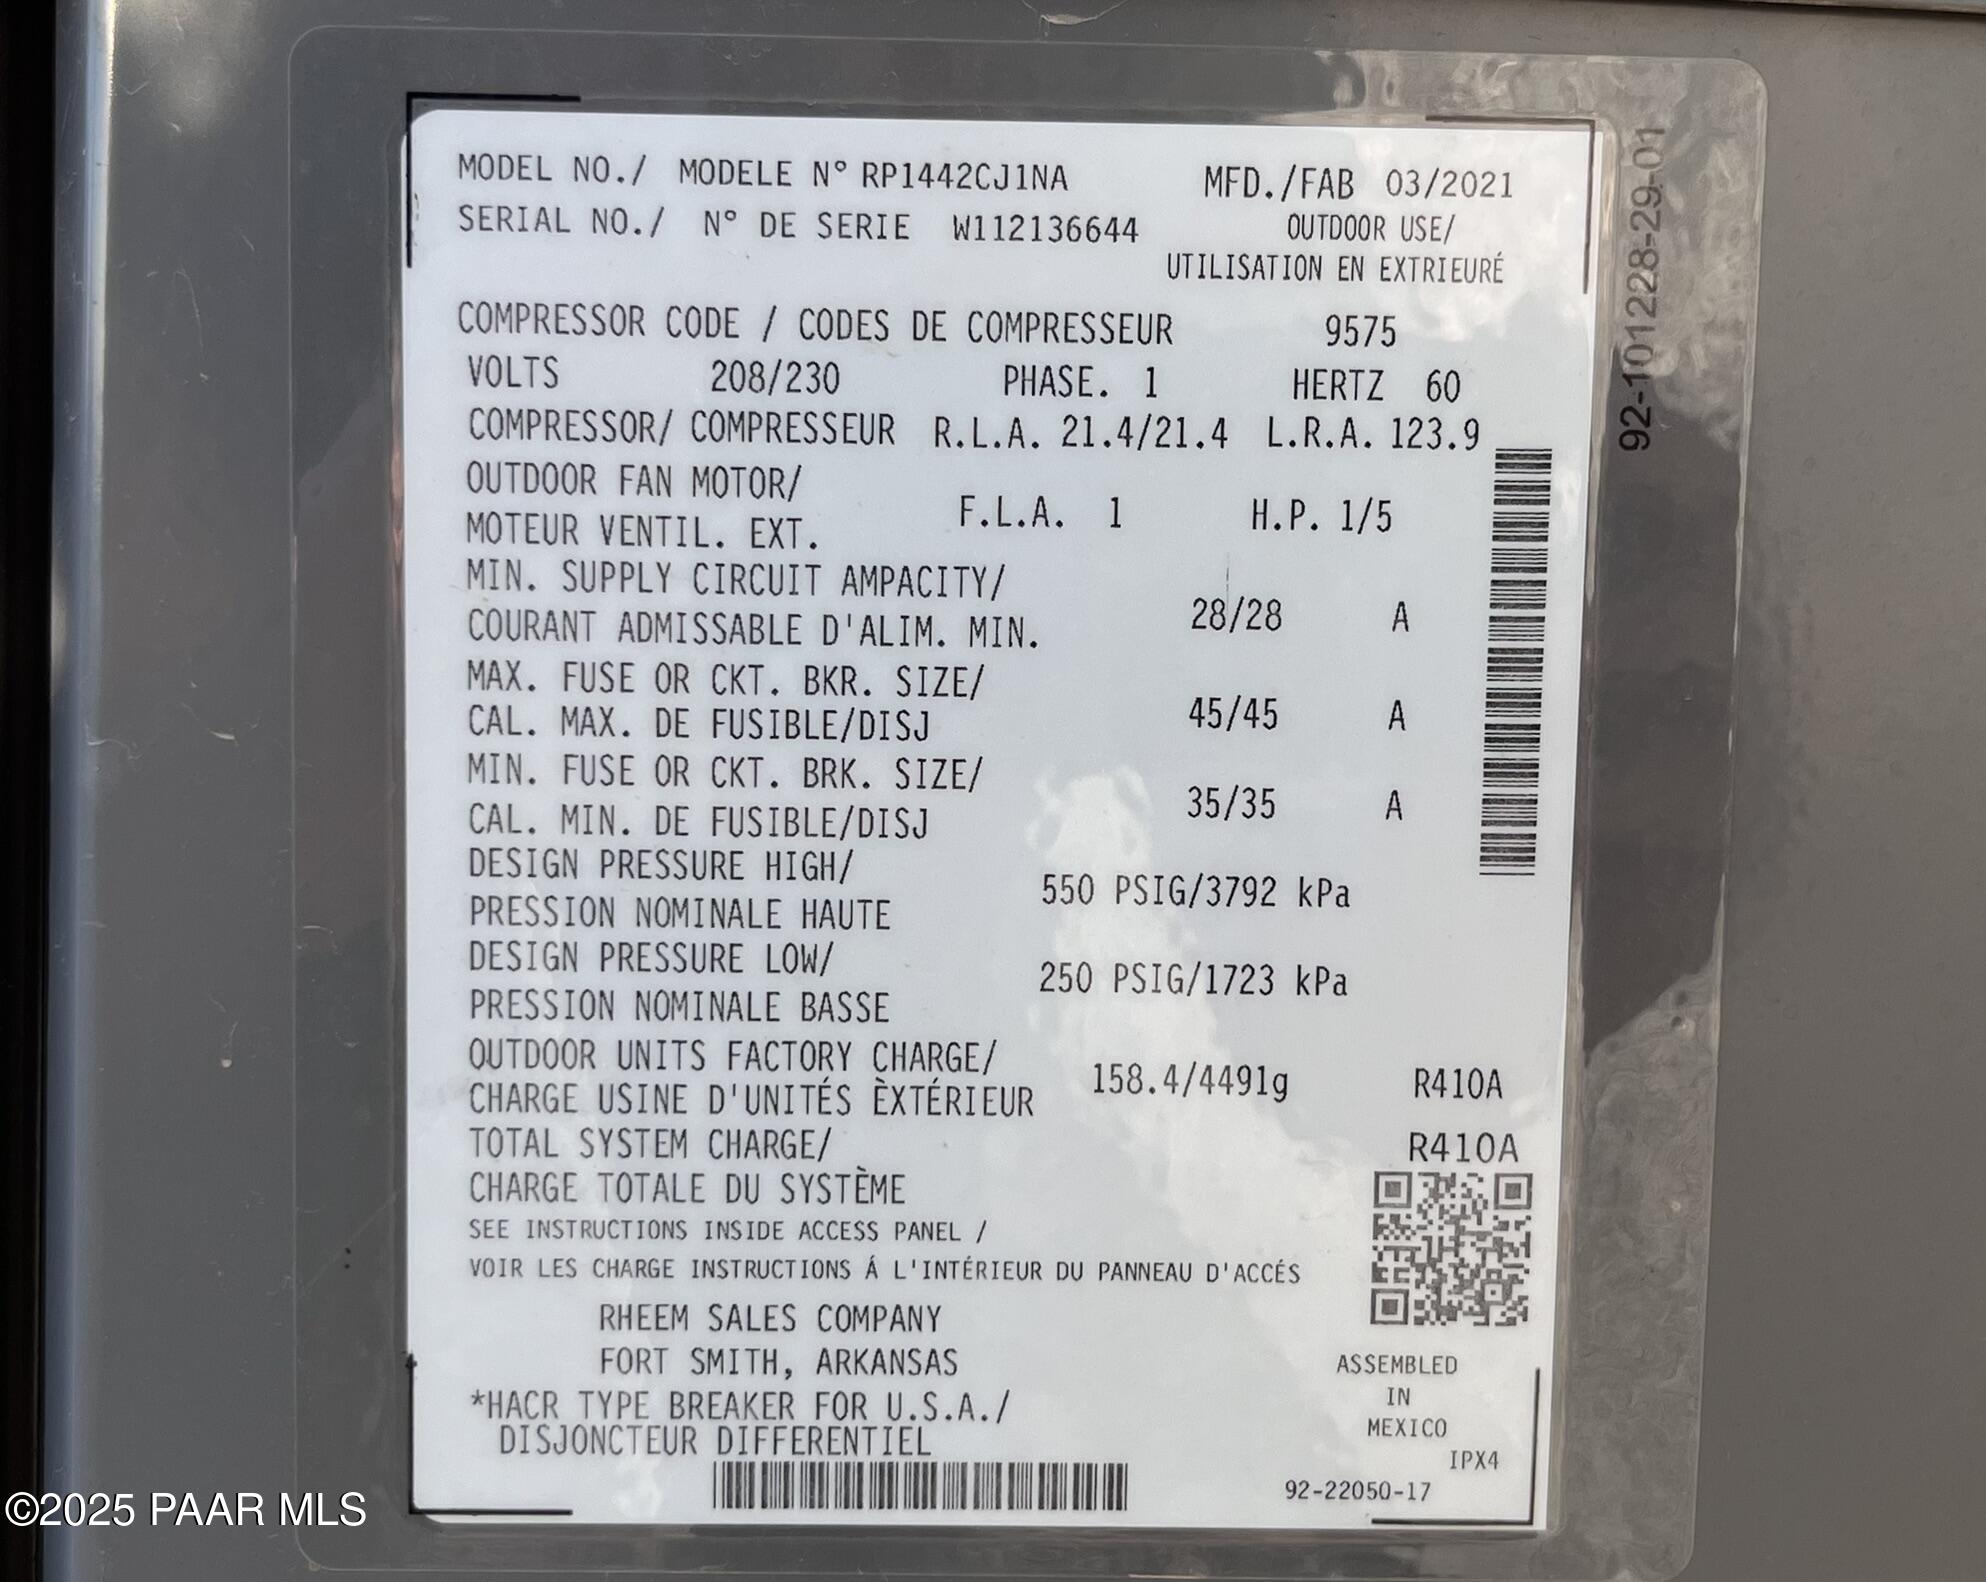 MODEL NO./ MODELE N° RP1442CJ1NA MFD./FAB 03/2021
SERIAL NO./ N° DE SERIE W112136644 OUTDOOR USE/
UTILISATION EN EXTRIEURÉ
COMPRESSOR CODE / CODES DE COMPRESSEUR 9575
VOLTS 208/230 PHASE. 1 HERTZ 60
COMPRESSOR/ COMPRESSEUR R.L.A. 21.4/21.4 L.R.A. 123.9
OUTDOOR FAN MOTOR/
MOTEUR VENTIL. EXT. F.L.A. 1 H.P. 1/5
MIN. SUPPLY CIRCUIT AMPACITY/
COURANT ADMISSABLE D'ALIM. MIN. 28/28 A
MAX. FUSE OR CKT. BKR. SIZE/
CAL. MAX. DE FUSIBLE/DISJ 45/45 A
MIN. FUSE OR CKT. BRK. SIZE/
CAL. MIN. DE FUSIBLE/DISJ 35/35 A
DESIGN PRESSURE HIGH/
PRESSION NOMINALE HAUTE 550 PSIG/3792 kPa
DESIGN PRESSURE LOW/
PRESSION NOMINALE BASSE 250 PSIG/1723 kPa
OUTDOOR UNITS FACTORY CHARGE/
CHARGE USINE D'UNITÉS ÈXTÉRIEUR 158.4/4491g R410A
TOTAL SYSTEM CHARGE/ R410A
CHARGE TOTALE DU SYSTÈME
SEE INSTRUCTIONS INSIDE ACCESS PANEL /
VOIR LES CHARGE INSTRUCTIONS Á L'INTÉRIEUR DU PANNEAU D'ACCÉS
RHEEM SALES COMPANY
FORT SMITH, ARKANSAS
*HACR TYPE BREAKER FOR U.S.A./
DISJONCTEUR DIFFERENTIEL
ASSEMBLED
IN
MEXICO
IPX4
92-22050-17
92-101228-29-01
©2025 PAAR MLS